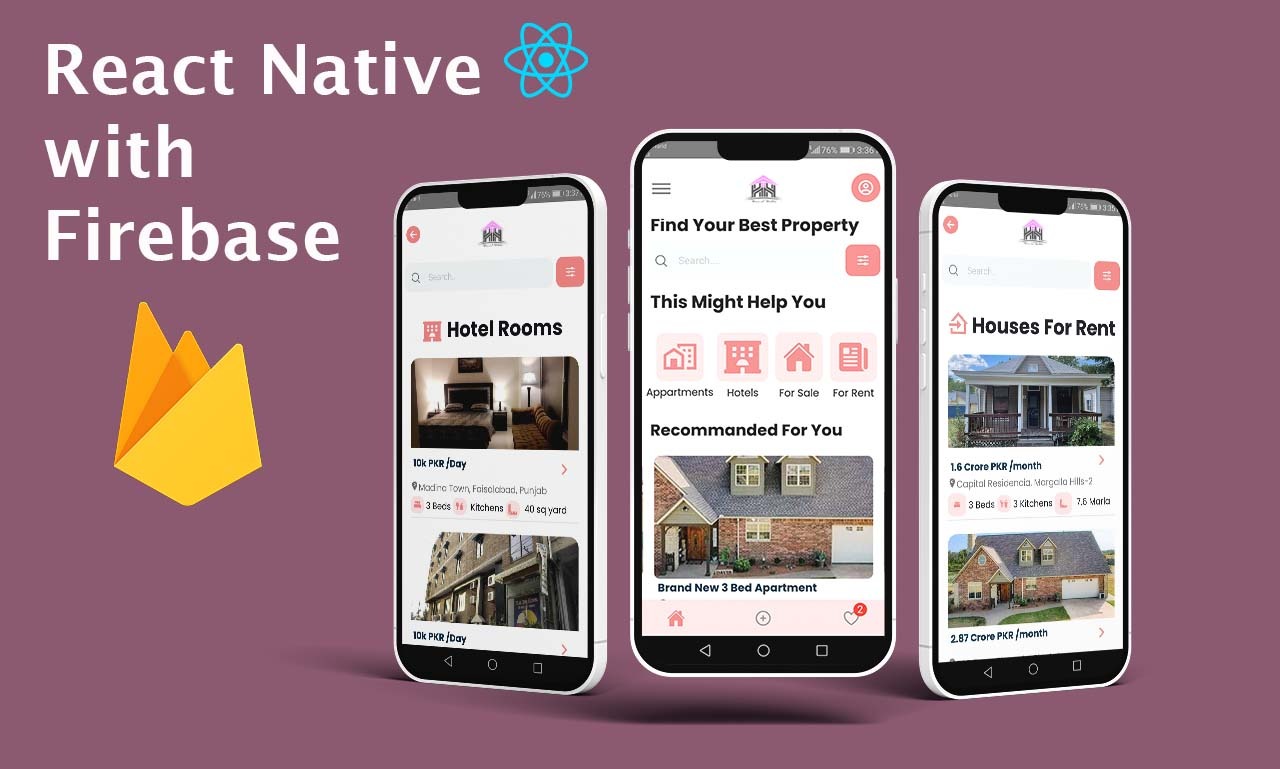 React Native
with
Firebase
76% 3:37
Search..
Hotel Rooms
10k PKR /Day
Madina Town, Faisalabad, Punjab
3 Beds Kitchens 40 sq yard
10k PKR /Day
76% 3:36
Find Your Best Property
Search....
This Might Help You
Appartments Hotels For Sale For Rent
Recommanded For You
Brand New 3 Bed Apartment
2
76% 3:35
Search..
Houses For Rent
1.6 Crore PKR /month
Capital Residencia, Margalla Hills-2
3 Beds 3 Kitchens 7.6 Marla
2.87 Crore PKR /month